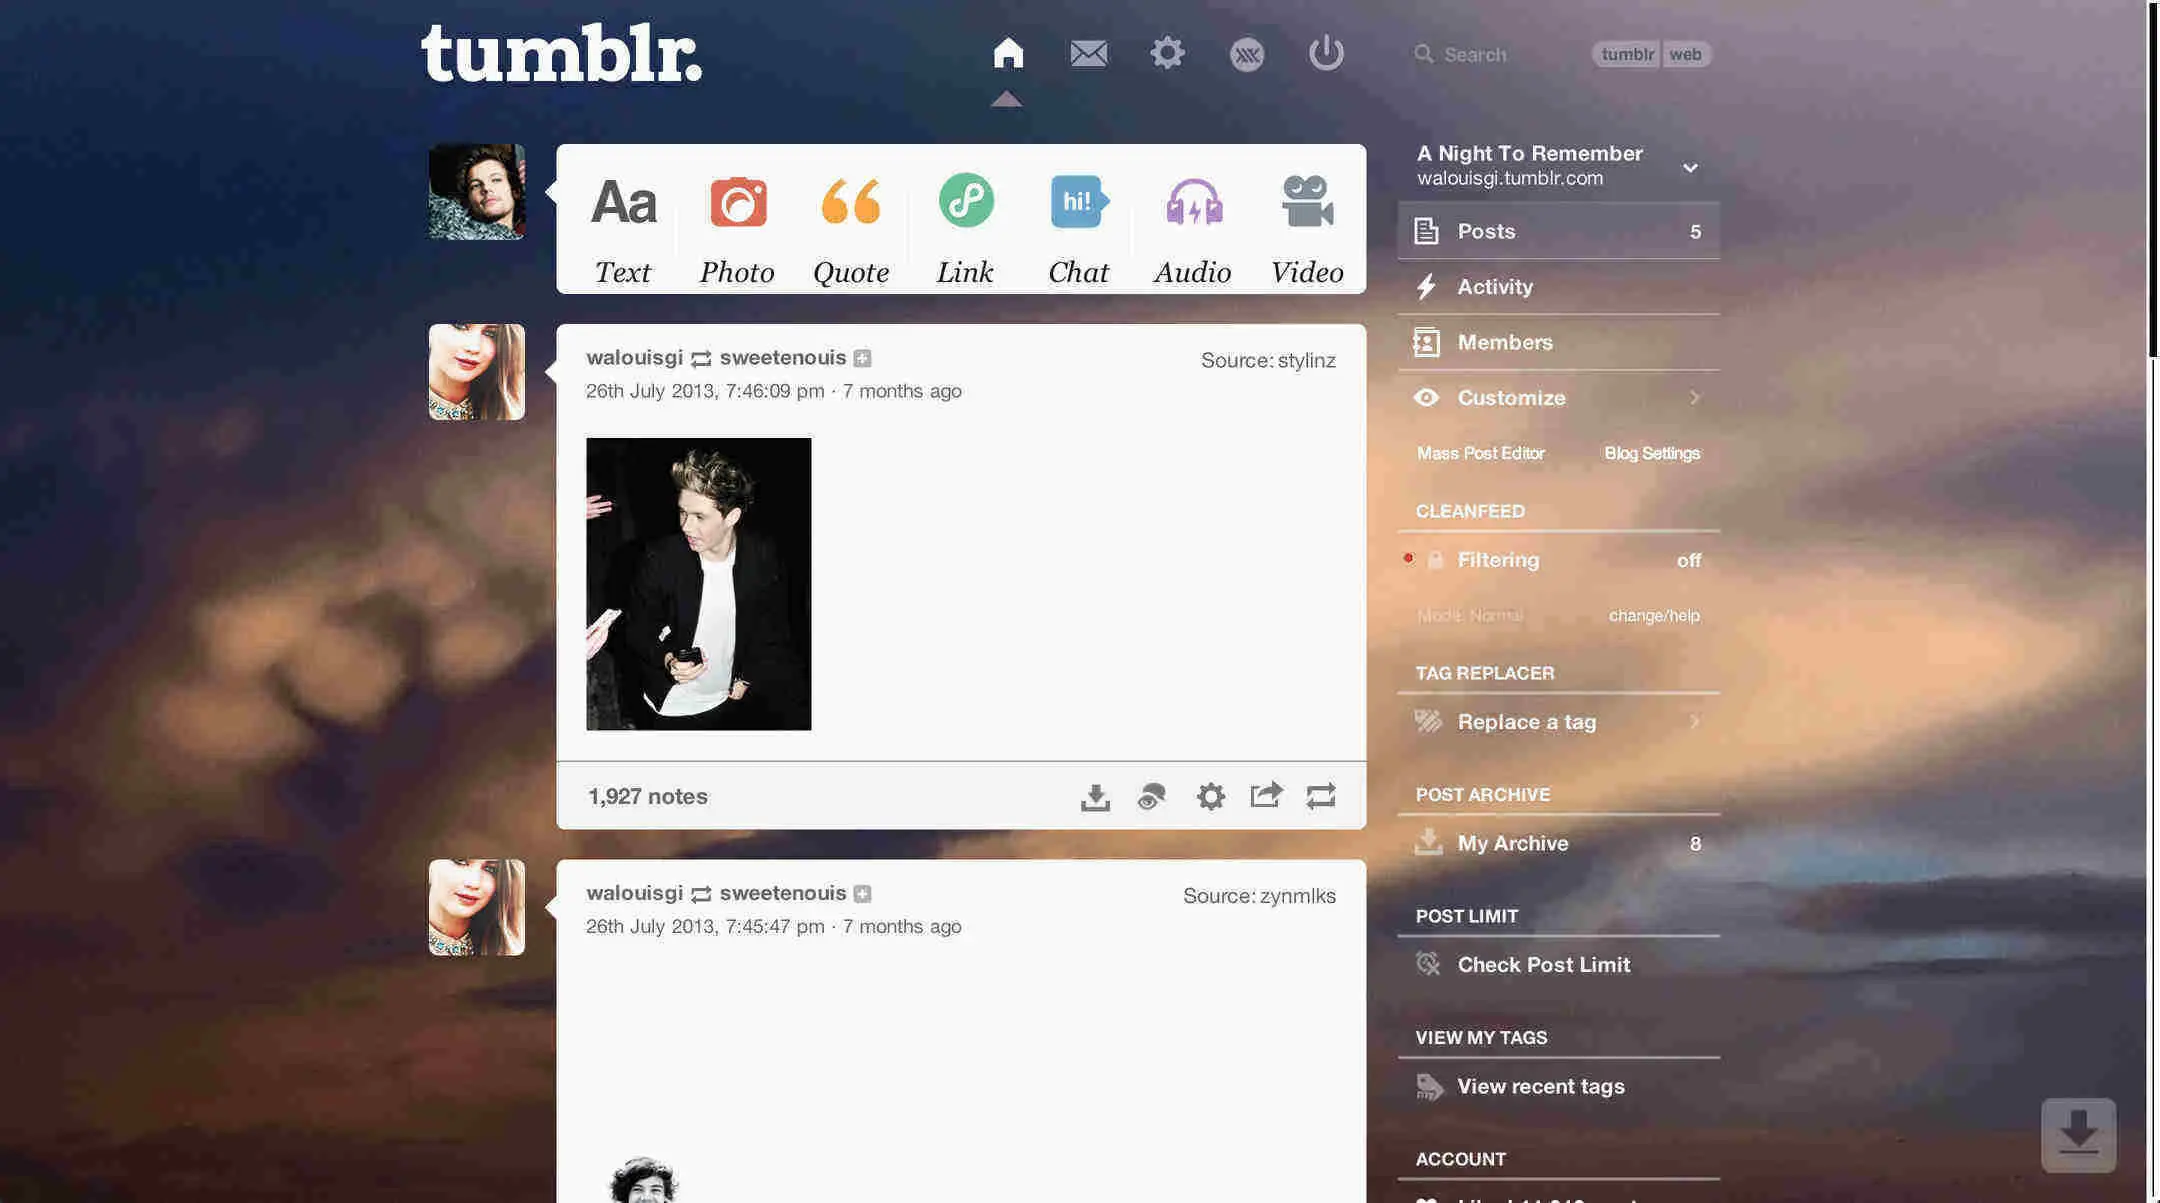 tumblr.
Search
tumblr web
A Night To Remember
walouisgi.tumblr.com
Aa
hi!
Text Photo Quote Link Chat Audio Video
Posts 5
Activity
Members
Customize
Mass Post Editor Blog Settings
CLEANFEED
Filtering off
Mode: Normal change/help
TAG REPLACER
Replace a tag
POST ARCHIVE
My Archive 8
POST LIMIT
Check Post Limit
VIEW MY TAGS
View recent tags
ACCOUNT
walouisgi sweetenouis
Source: stylinz
26th July 2013, 7:46:09 pm · 7 months ago
1,927 notes
walouisgi sweetenouis
Source: zynmlks
26th July 2013, 7:45:47 pm · 7 months ago